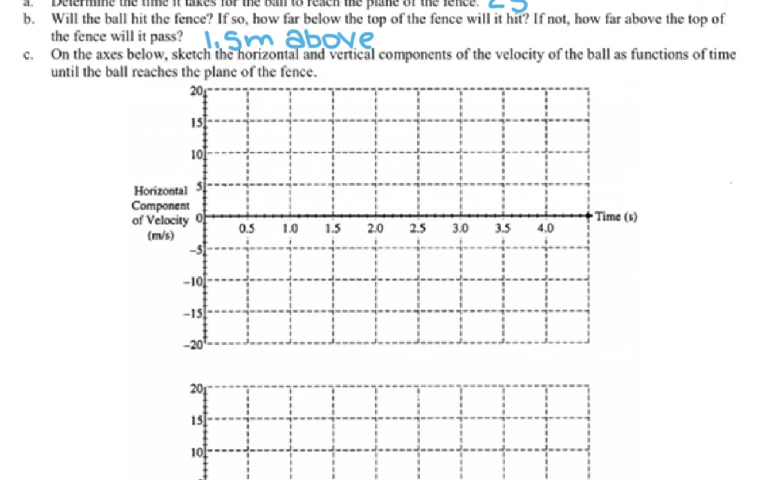 a. Determine the time it takes for the ball to reach the plane of the fence. 2s
b. Will the ball hit the fence? If so, how far below the top of the fence will it hit? If not, how far above the top of
the fence will it pass? 1.5m above
c. On the axes below, sketch the horizontal and vertical components of the velocity of the ball as functions of time
until the ball reaches the plane of the fence.
20
15
10
5
Horizontal
Component
of Velocity 0
(m/s)
0.5 1.0 1.5 2.0 2.5 3.0 3.5 4.0
Time (s)
-5
-10
-15
-20
20
15
10